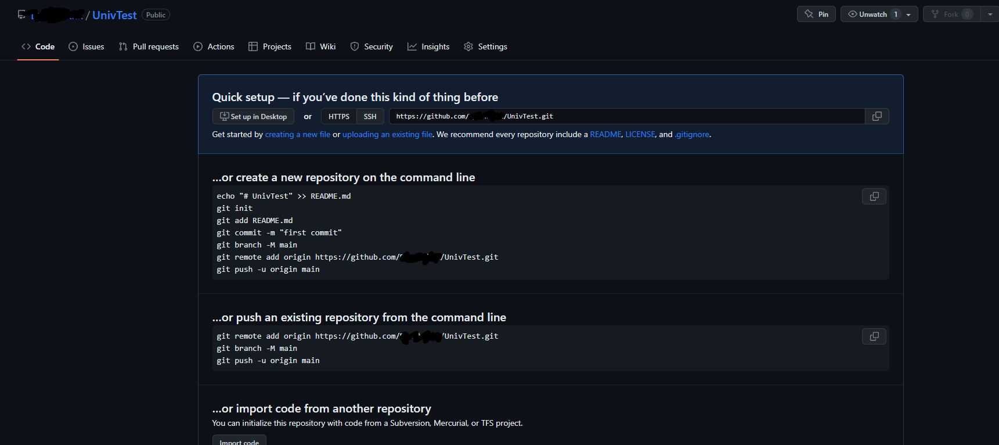 / UnivTest Public
Pin Unwatch 1 Fork 0
Code Issues Pull requests Actions Projects Wiki Security Insights Settings
Quick setup — if you’ve done this kind of thing before
Set up in Desktop or HTTPS SSH https://github.com/ /UnivTest.git
Get started by creating a new file or uploading an existing file. We recommend every repository include a README, LICENSE, and .gitignore.
…or create a new repository on the command line
echo "# UnivTest" >> README.md
git init
git add README.md
git commit -m "first commit"
git branch -M main
git remote add origin https://github.com/ /UnivTest.git
git push -u origin main
…or push an existing repository from the command line
git remote add origin https://github.com/ /UnivTest.git
git branch -M main
git push -u origin main
…or import code from another repository
You can initialize this repository with code from a Subversion, Mercurial, or TFS project.
Import code